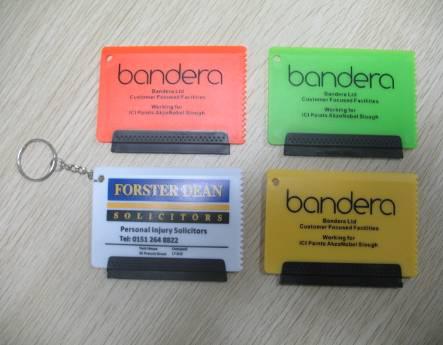 bandera
Bandera Ltd
Customer Focused Facilities
Working for
ICI Paints AkzoNobel Slough
bandera
Bandera Ltd
Customer Focused Facilities
Working for
ICI Paints AkzoNobel Slough
FORSTER DEAN
SOLICITORS
Personal Injury Solicitors
Tel: 0151 264 8822
bandera
Bandera Ltd
Customer Focused Facilities
Working for
ICI Paints AkzoNobel Slough